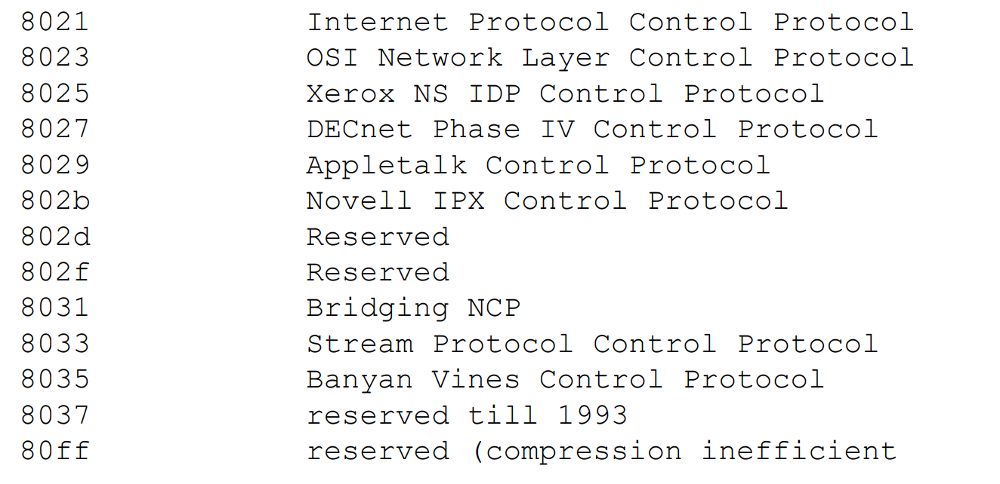 8021 Internet Protocol Control Protocol
8023 OSI Network Layer Control Protocol
8025 Xerox NS IDP Control Protocol
8027 DECnet Phase IV Control Protocol
8029 Appletalk Control Protocol
802b Novell IPX Control Protocol
802d Reserved
802f Reserved
8031 Bridging NCP
8033 Stream Protocol Control Protocol
8035 Banyan Vines Control Protocol
8037 reserved till 1993
80ff reserved (compression inefficient